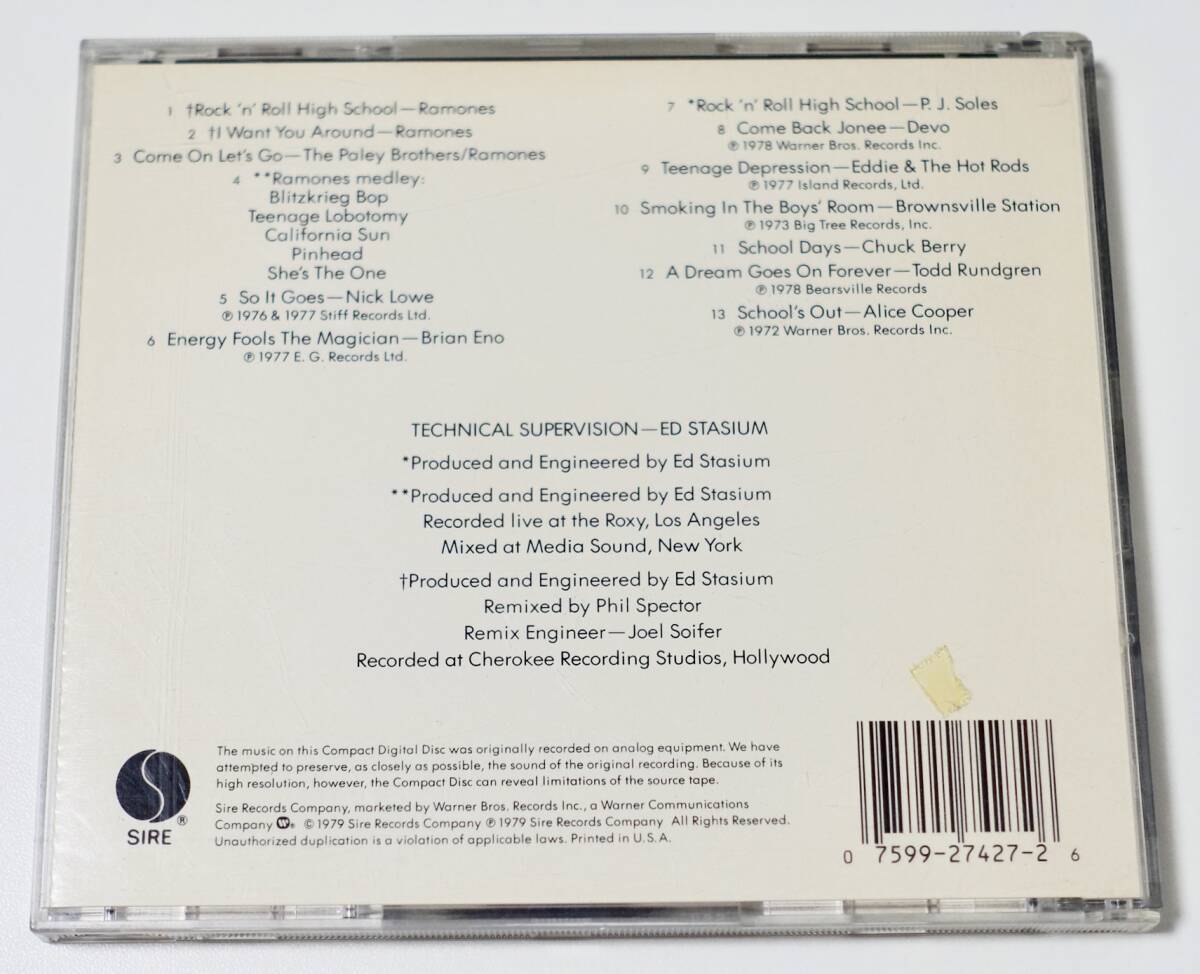 1 †Rock 'n' Roll High School—Ramones
2 †I Want You Around—Ramones
3 Come On Let's Go—The Paley Brothers/Ramones
4 **Ramones medley:
Blitzkrieg Bop
Teenage Lobotomy
California Sun
Pinhead
She's The One
5 So It Goes—Nick Lowe
℗ 1976 & 1977 Stiff Records Ltd.
6 Energy Fools The Magician—Brian Eno
℗ 1977 E. G. Records Ltd.
7 *Rock 'n' Roll High School—P. J. Soles
8 Come Back Jonee—Devo
℗ 1978 Warner Bros. Records Inc.
9 Teenage Depression—Eddie & The Hot Rods
℗ 1977 Island Records, Ltd.
10 Smoking In The Boys' Room—Brownsville Station
℗ 1973 Big Tree Records, Inc.
11 School Days—Chuck Berry
12 A Dream Goes On Forever—Todd Rundgren
℗ 1978 Bearsville Records
13 School's Out—Alice Cooper
℗ 1972 Warner Bros. Records Inc.
TECHNICAL SUPERVISION—ED STASIUM
*Produced and Engineered by Ed Stasium
**Produced and Engineered by Ed Stasium
Recorded live at the Roxy, Los Angeles
Mixed at Media Sound, New York
†Produced and Engineered by Ed Stasium
Remixed by Phil Spector
Remix Engineer—Joel Soifer
Recorded at Cherokee Recording Studios, Hollywood
The music on this Compact Digital Disc was originally recorded on analog equipment. We have
attempted to preserve, as closely as possible, the sound of the original recording. Because of its
high resolution, however, the Compact Disc can reveal limitations of the source tape.
Sire Records Company, marketed by Warner Bros. Records Inc., a Warner Communications
Company W® © 1979 Sire Records Company ℗ 1979 Sire Records Company All Rights Reserved.
Unauthorized duplication is a violation of applicable laws. Printed in U.S.A.
S®
SIRE
0 7599-27427-2 6